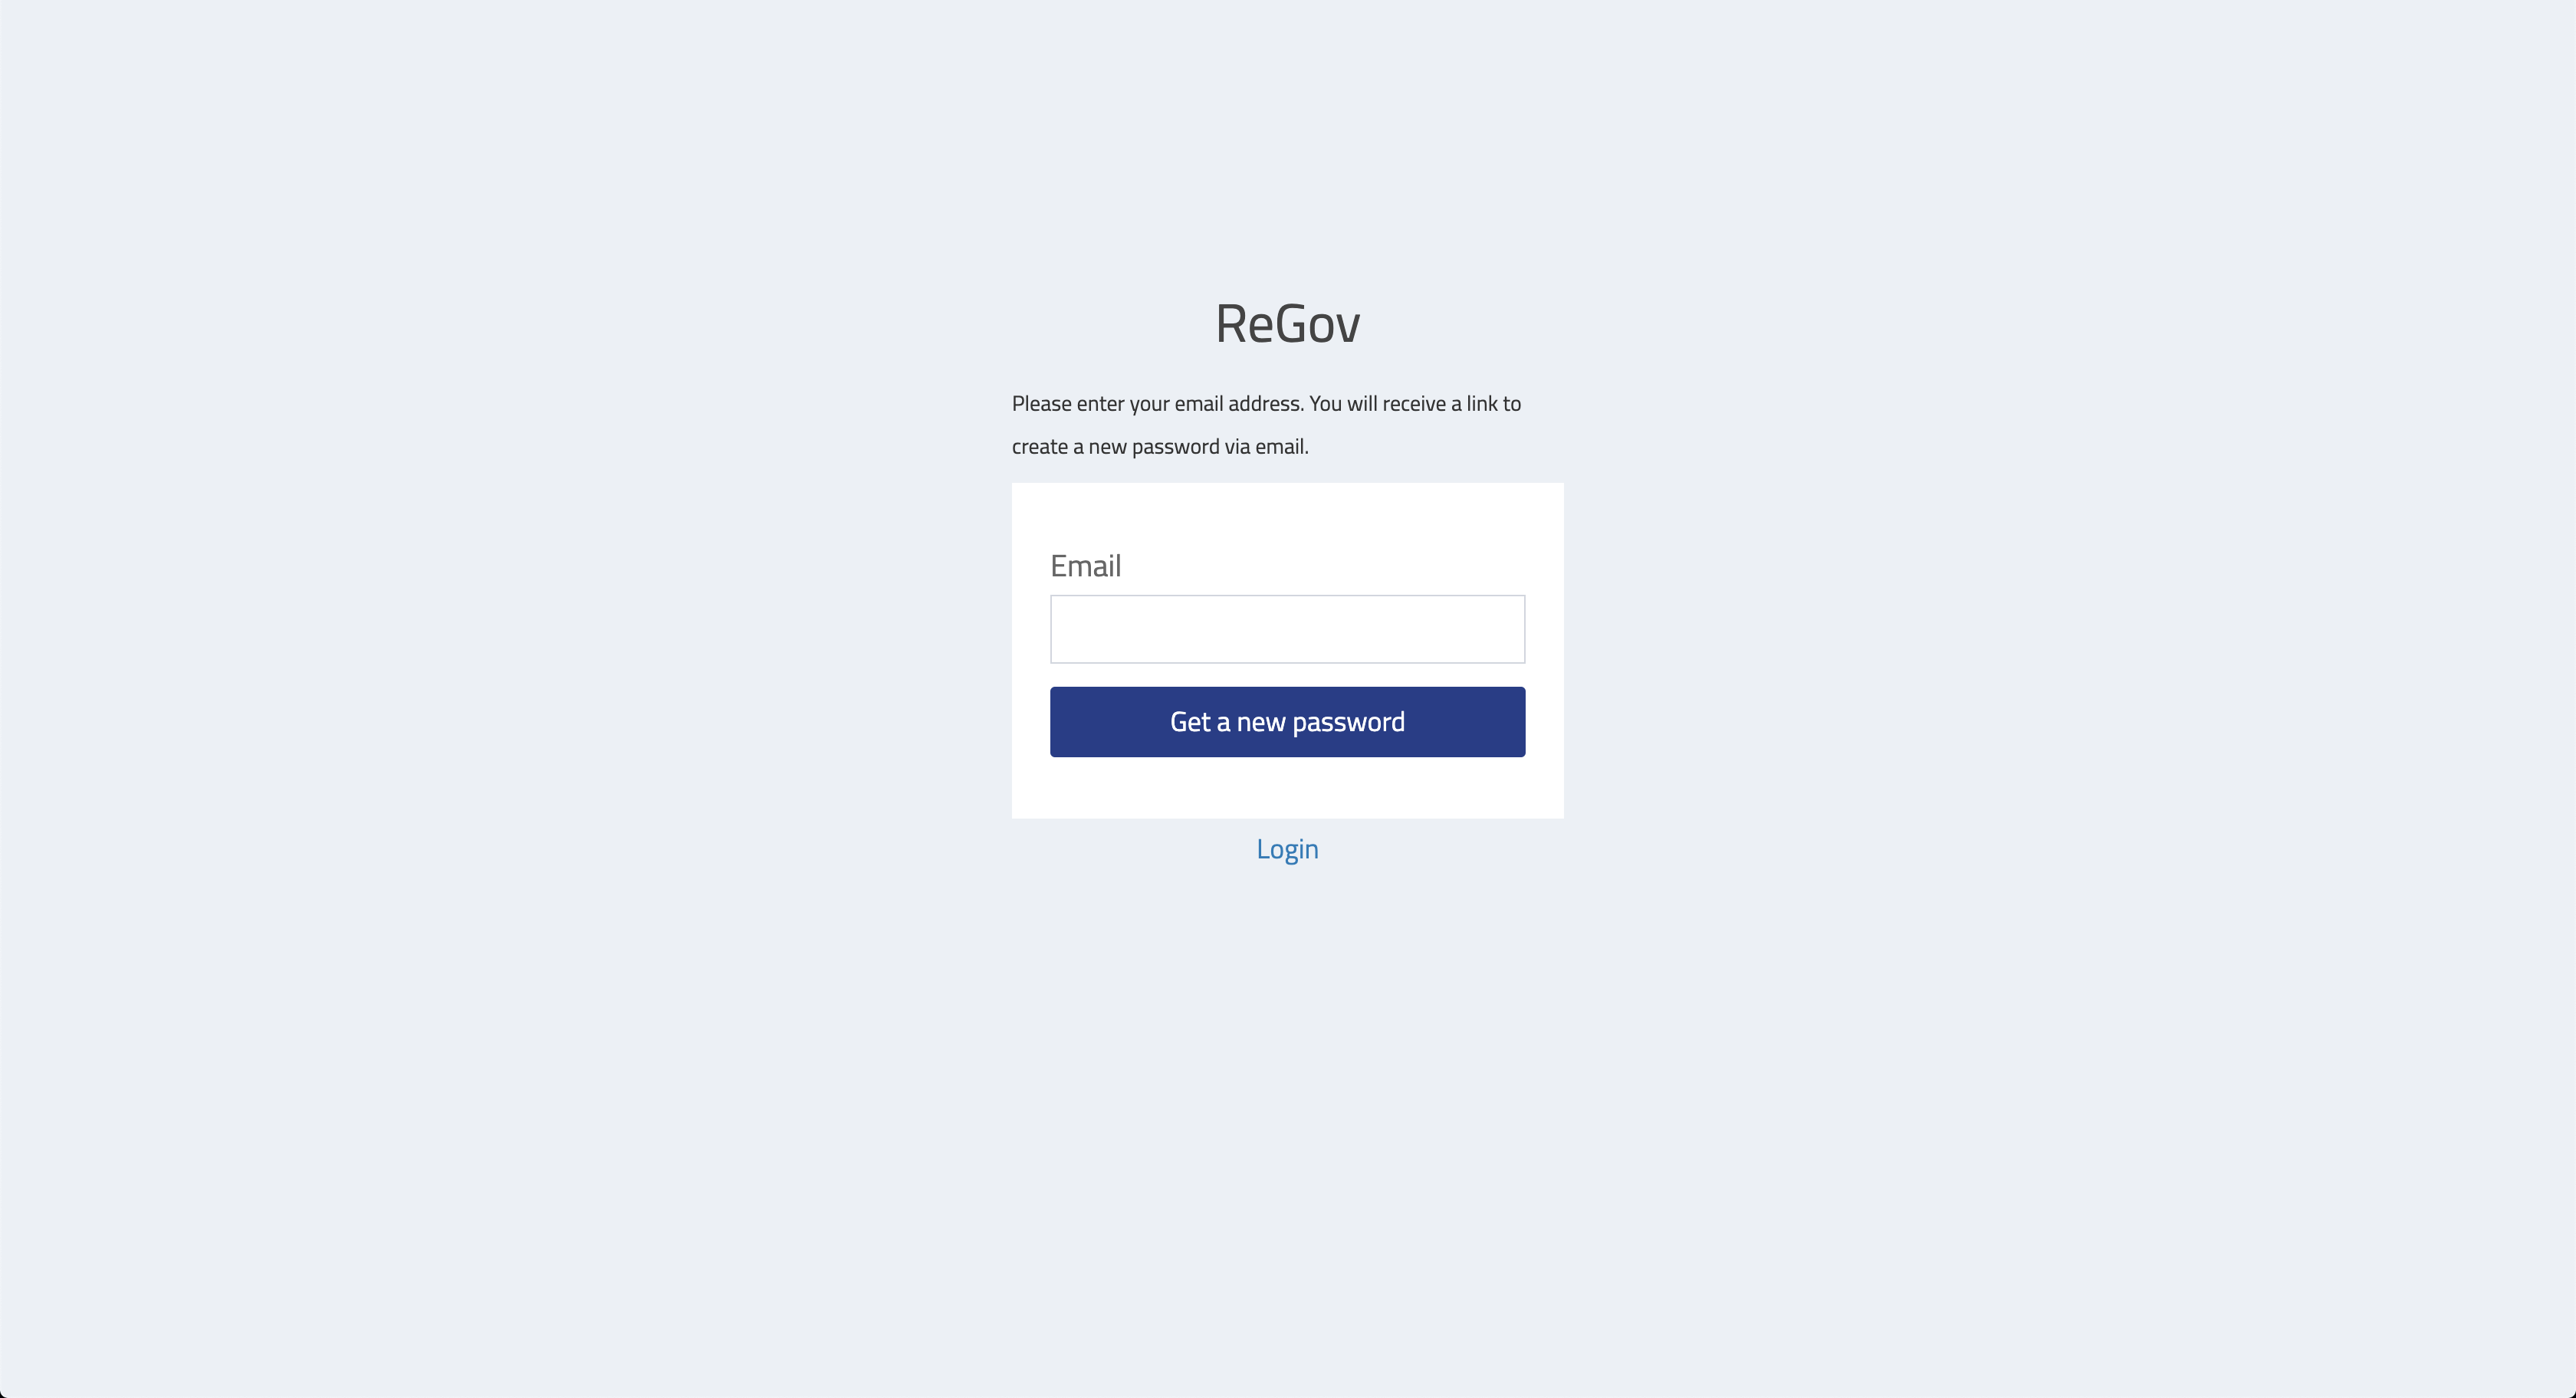 ReGov
Please enter your email address. You will receive a link to
create a new password via email.
Email
Get a new password
Login